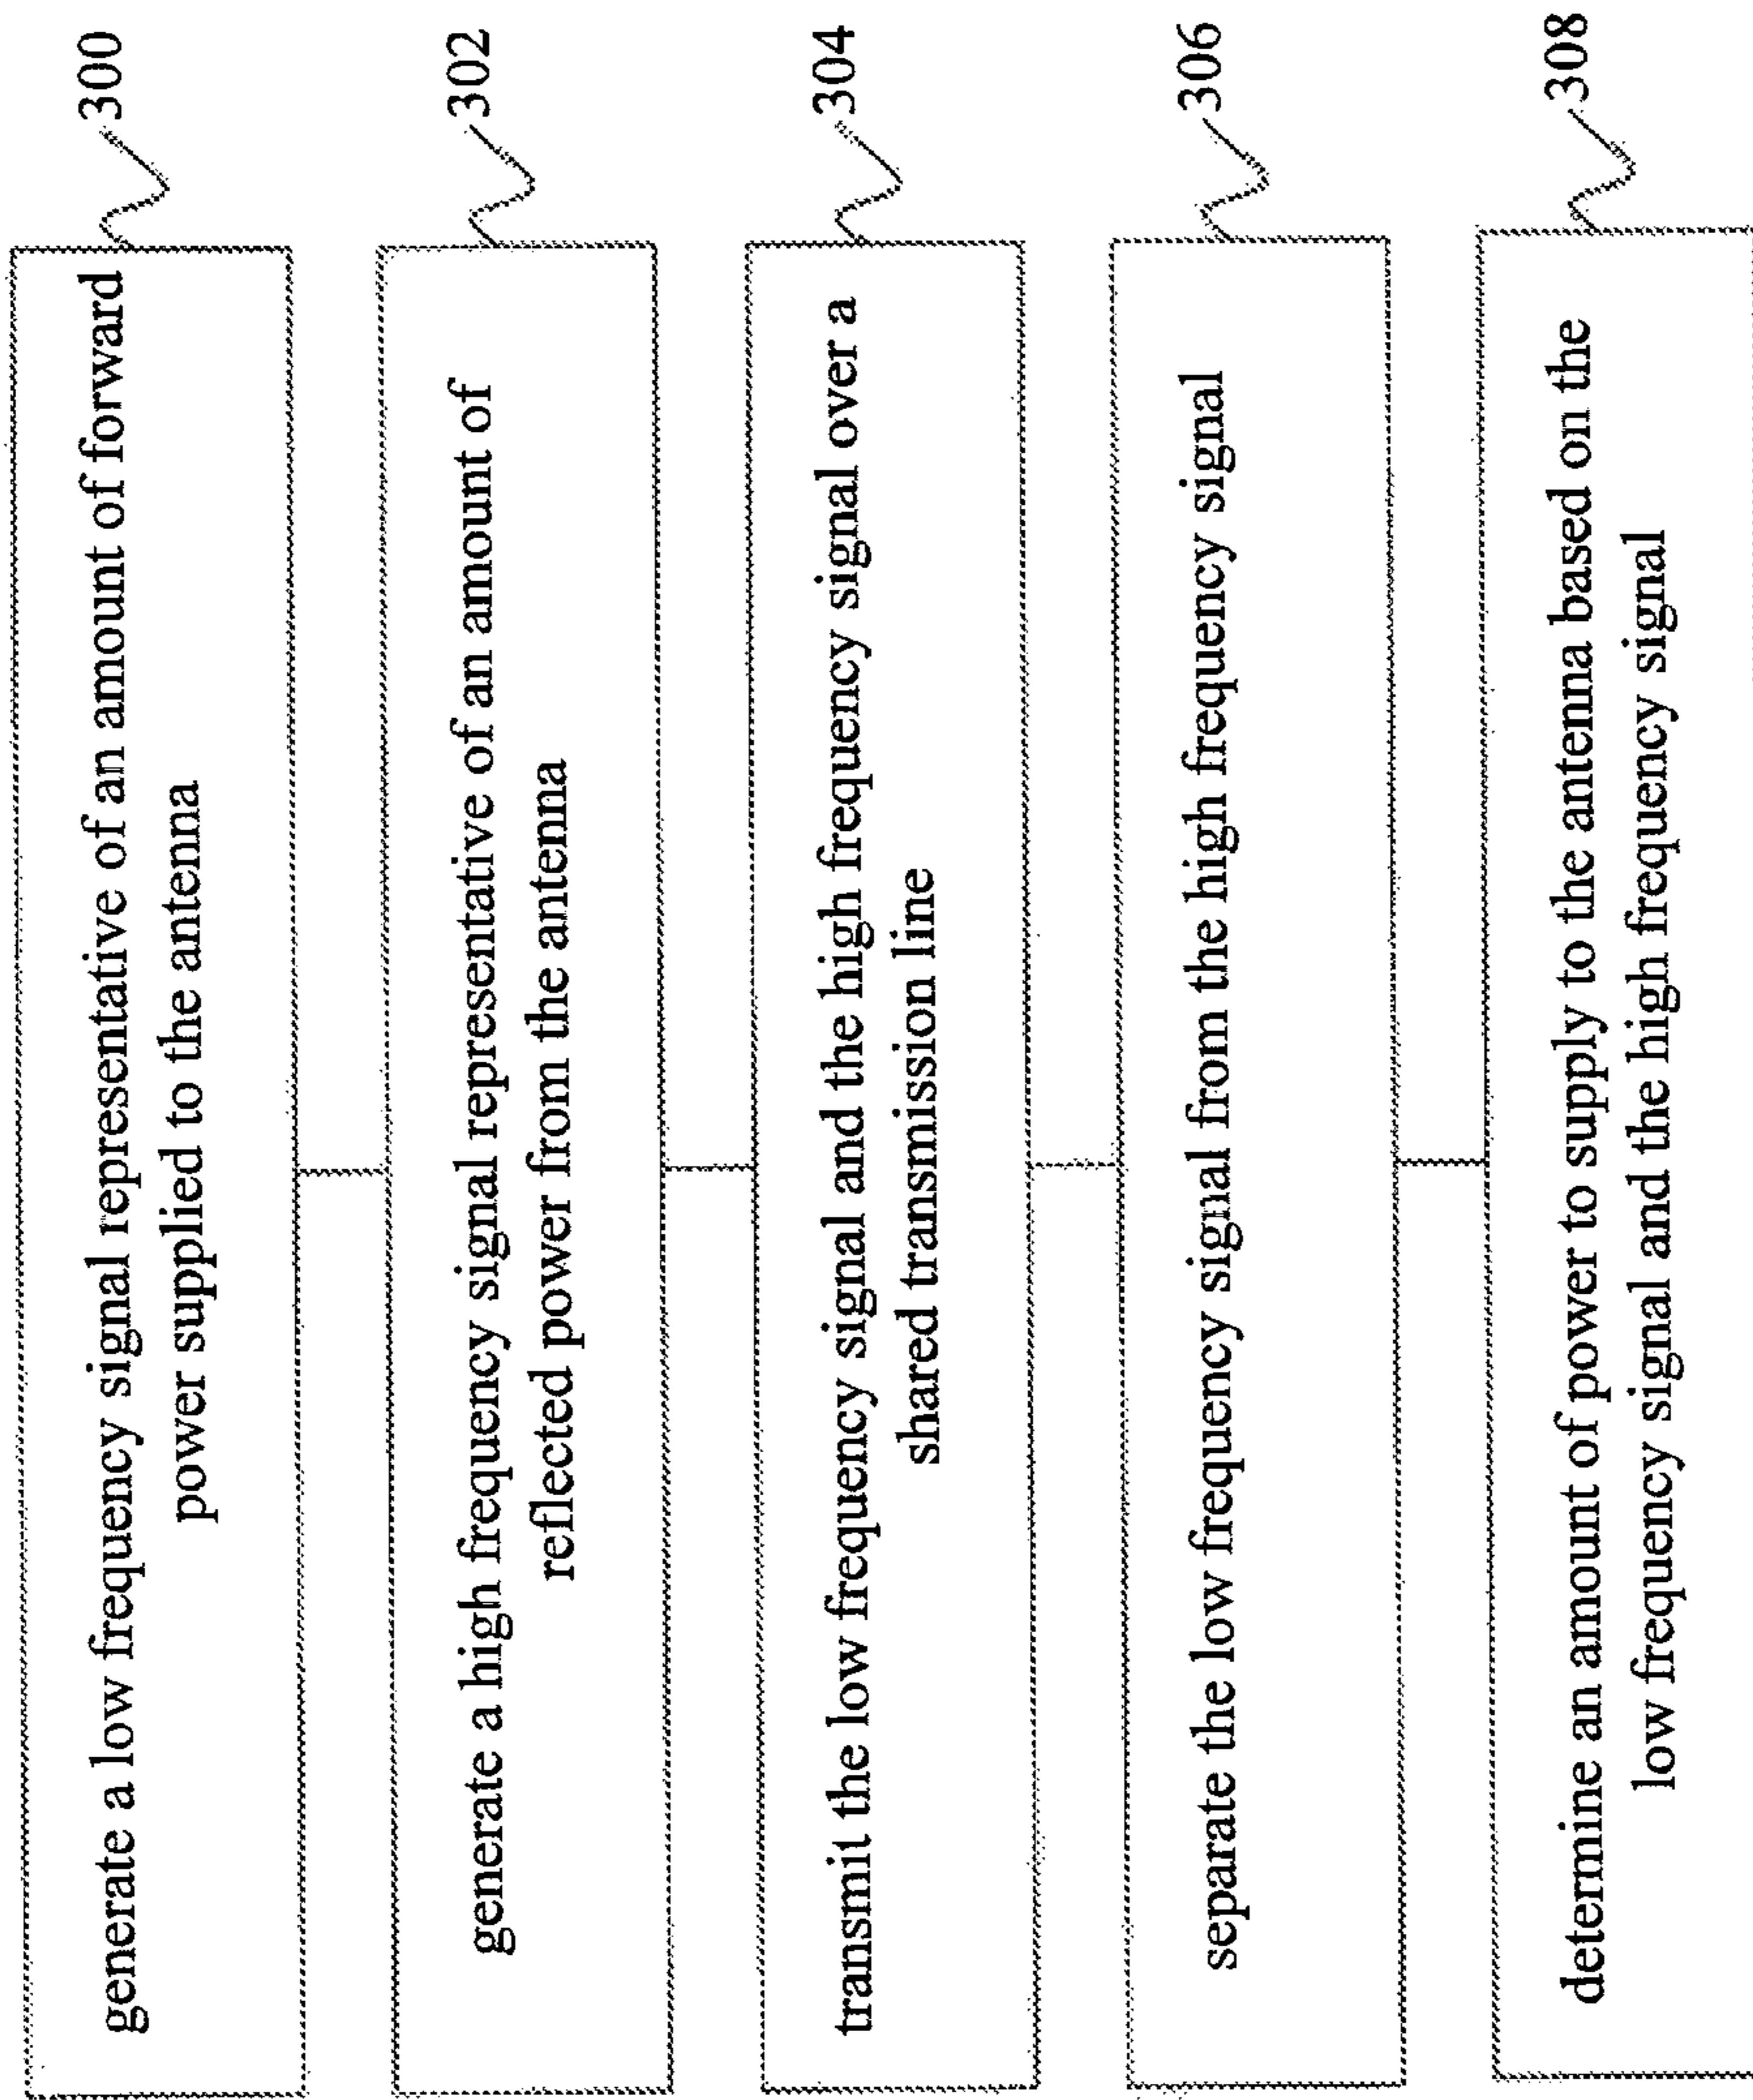 generate a low frequency signal representative of an amount of forward
power supplied to the antenna
300
generate a high frequency signal representative of an amount of
reflected power from the antenna
302
transmit the low frequency signal and the high frequency signal over a
shared transmission line
304
separate the low frequency signal from the high frequency signal
306
determine an amount of power to supply to the antenna based on the
low frequency signal and the high frequency signal
308